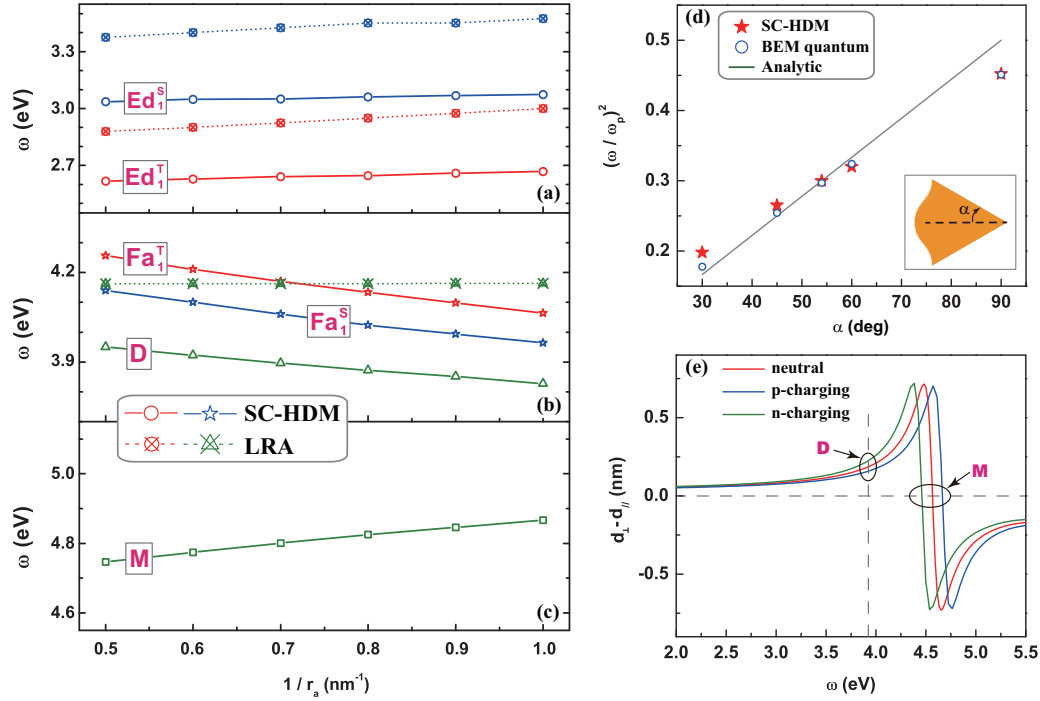 3.3
3.0
2.7
ω (eV)
Ed₁ˢ
Ed₁ᵀ
(a)
4.2
3.9
ω (eV)
Fa₁ᵀ
Fa₁ˢ
D
(b)
SC-HDM
LRA
5.0
4.8
4.6
ω (eV)
M
(c)
0.5 0.6 0.7 0.8 0.9 1.0
1 / rₐ (nm⁻¹)
(d)
SC-HDM
BEM quantum
Analytic
0.5
0.4
0.3
0.2
(ω / ωₚ)²
α
30 40 50 60 70 80 90
α (deg)
(e)
neutral
p-charging
n-charging
0.5
0.0
-0.5
d⊥-d// (nm)
D
M
2.0 2.5 3.0 3.5 4.0 4.5 5.0 5.5
ω (eV)